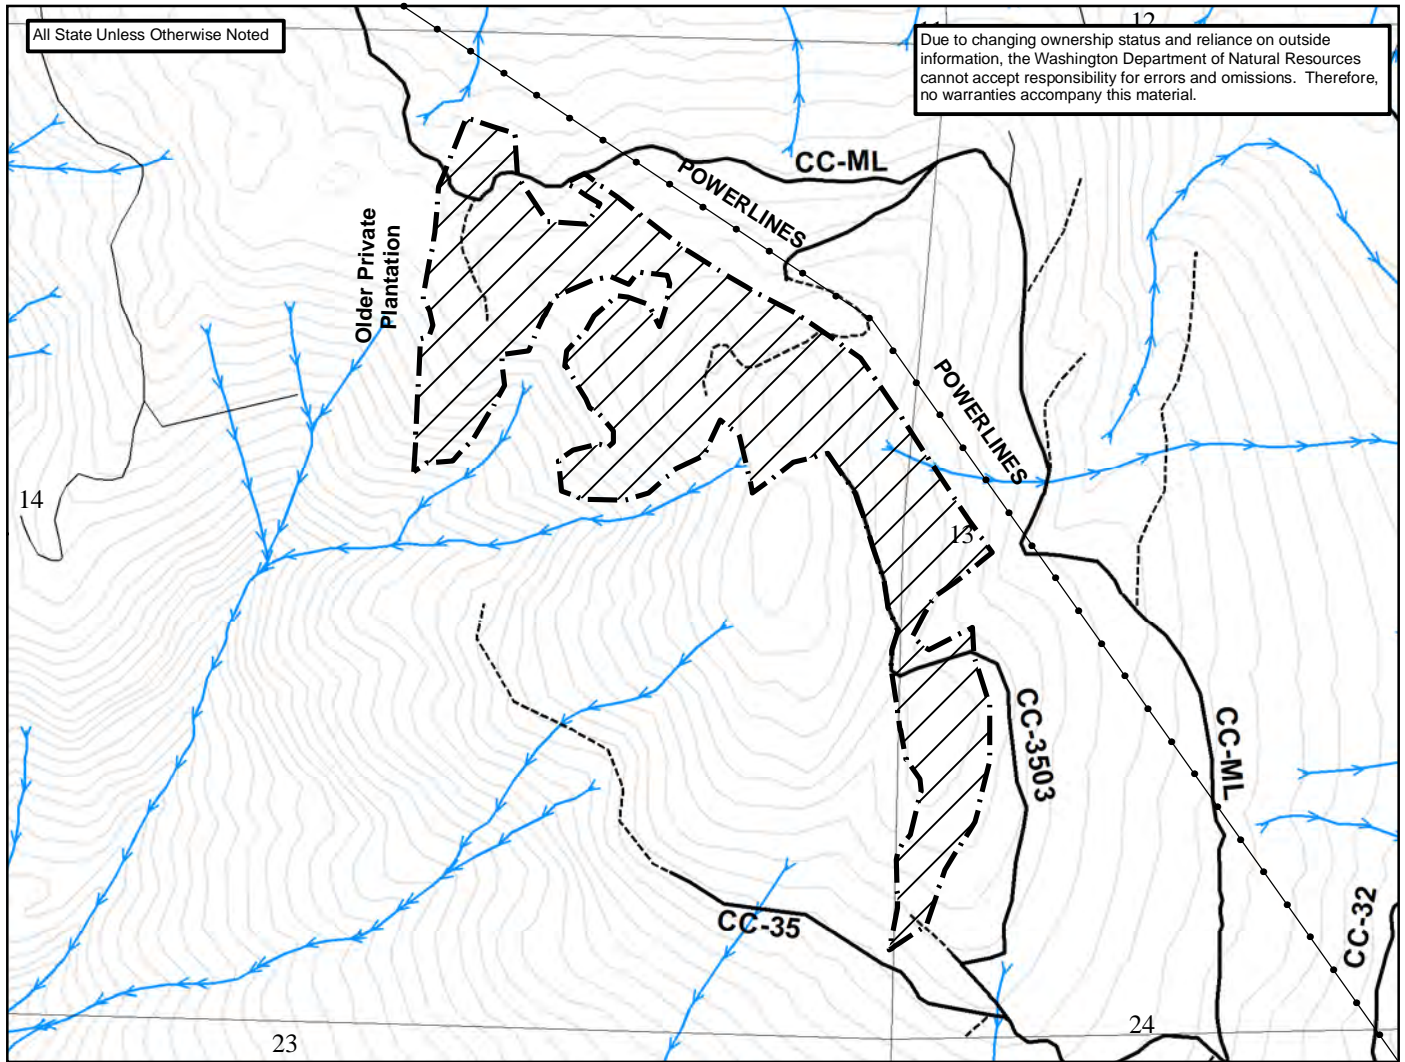 All State Unless Otherwise Noted
11
12
Due to changing ownership status and reliance on outside
information, the Washington Department of Natural Resources
cannot accept responsibility for errors and omissions. Therefore,
no warranties accompany this material.
CC-ML
POWERLINES
Older Private
Plantation
POWERLINES
14
13
CC-3503
CC-ML
CC-35
CC-32
24
23